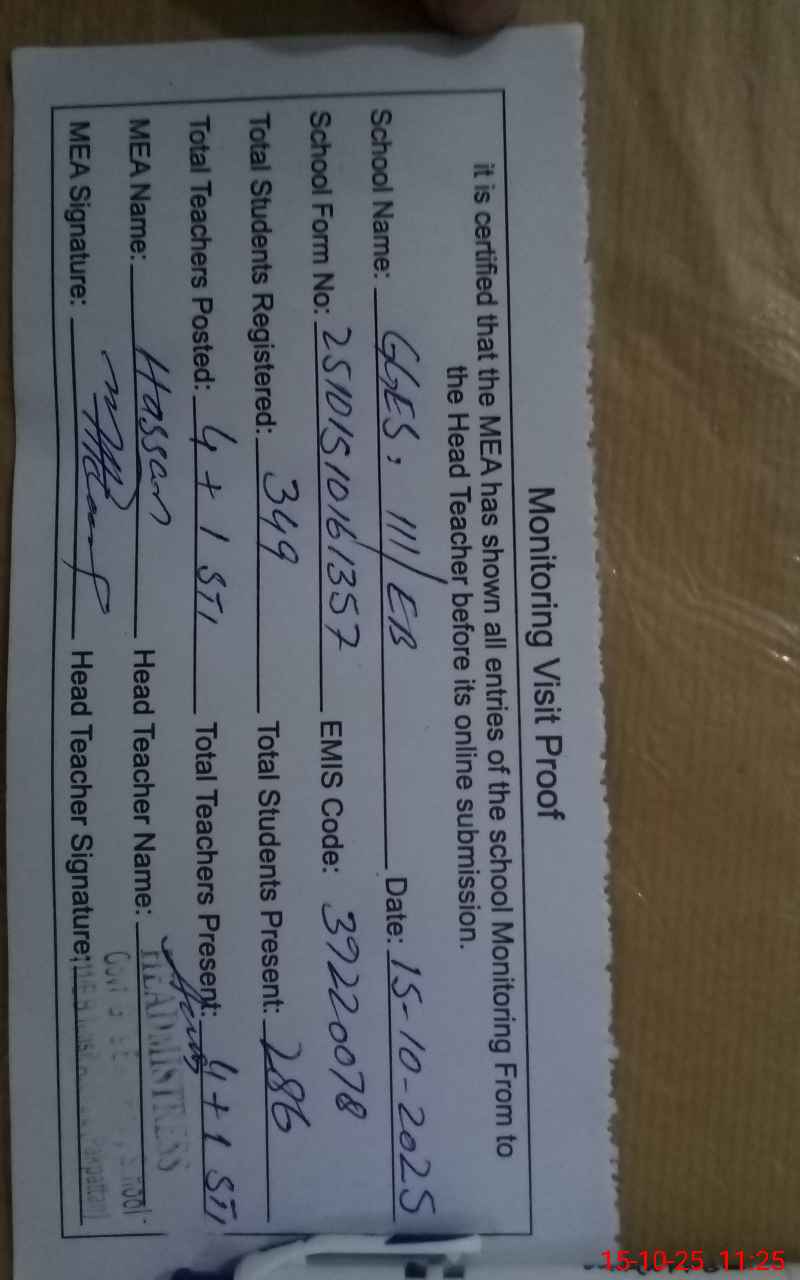 Monitoring Visit Proof
it is certified that the MEA has shown all entries of the school Monitoring From to
the Head Teacher before its online submission.
School Name: GGES, 111/EB Date: 15-10-2025
School Form No: 25101510161357 EMIS Code: 39220078
Total Students Registered: 349 Total Students Present: 286
Total Teachers Posted: 4 + 1 STI Total Teachers Present: 4 + 1 STI
MEA Name: Hassan Head Teacher Name:
HEADMISTRESS
MEA Signature: Head Teacher Signature:
15-10-25 11:25